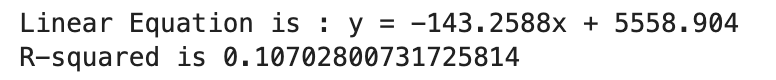 Linear Equation is : y = -143.2588x + 5558.904
R-squared is 0.10702800731725814